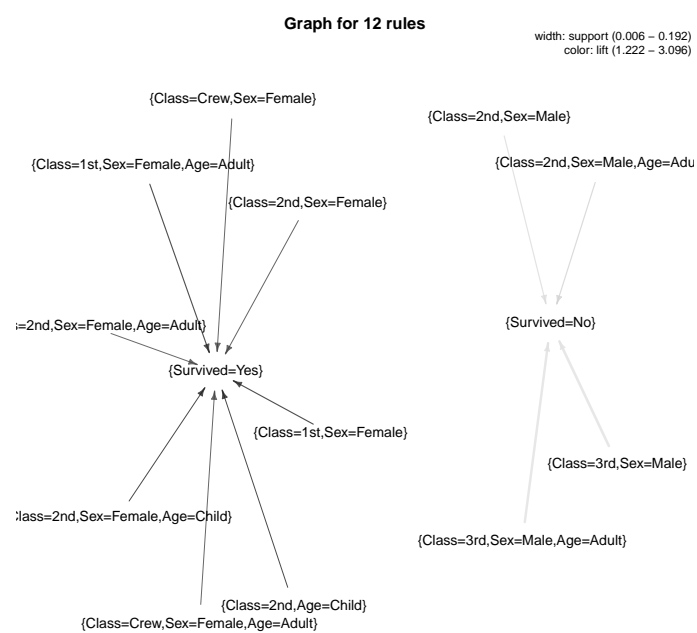 Graph for 12 rules
width: support (0.006 − 0.192)
color: lift (1.222 − 3.096)
{Class=Crew,Sex=Female}
{Class=2nd,Sex=Male}
{Class=1st,Sex=Female,Age=Adult}
{Class=2nd,Sex=Male,Age=Adu
{Class=2nd,Sex=Female}
s=2nd,Sex=Female,Age=Adult}
{Survived=No}
{Survived=Yes}
{Class=1st,Sex=Female}
{Class=3rd,Sex=Male}
Class=2nd,Sex=Female,Age=Child}
{Class=3rd,Sex=Male,Age=Adult}
{Class=2nd,Age=Child}
{Class=Crew,Sex=Female,Age=Adult}